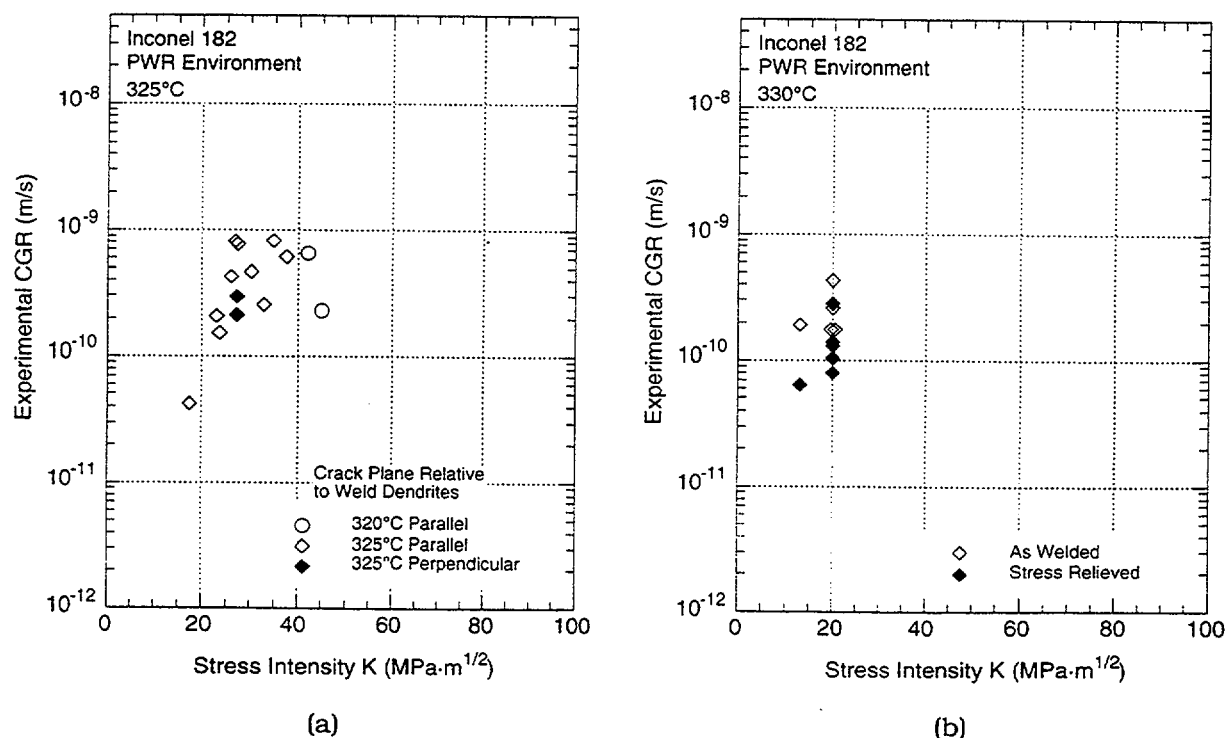 Inconel 182
PWR Environment
325°C
10⁻⁸
10⁻⁹
10⁻¹⁰
10⁻¹¹
10⁻¹²
Experimental CGR (m/s)
Crack Plane Relative
to Weld Dendrites
320°C Parallel
325°C Parallel
325°C Perpendicular
0 20 40 60 80 100
Stress Intensity K (MPa·m¹/²)
(a)
Inconel 182
PWR Environment
330°C
10⁻⁸
10⁻⁹
10⁻¹⁰
10⁻¹¹
10⁻¹²
Experimental CGR (m/s)
As Welded
Stress Relieved
0 20 40 60 80 100
Stress Intensity K (MPa·m¹/²)
(b)